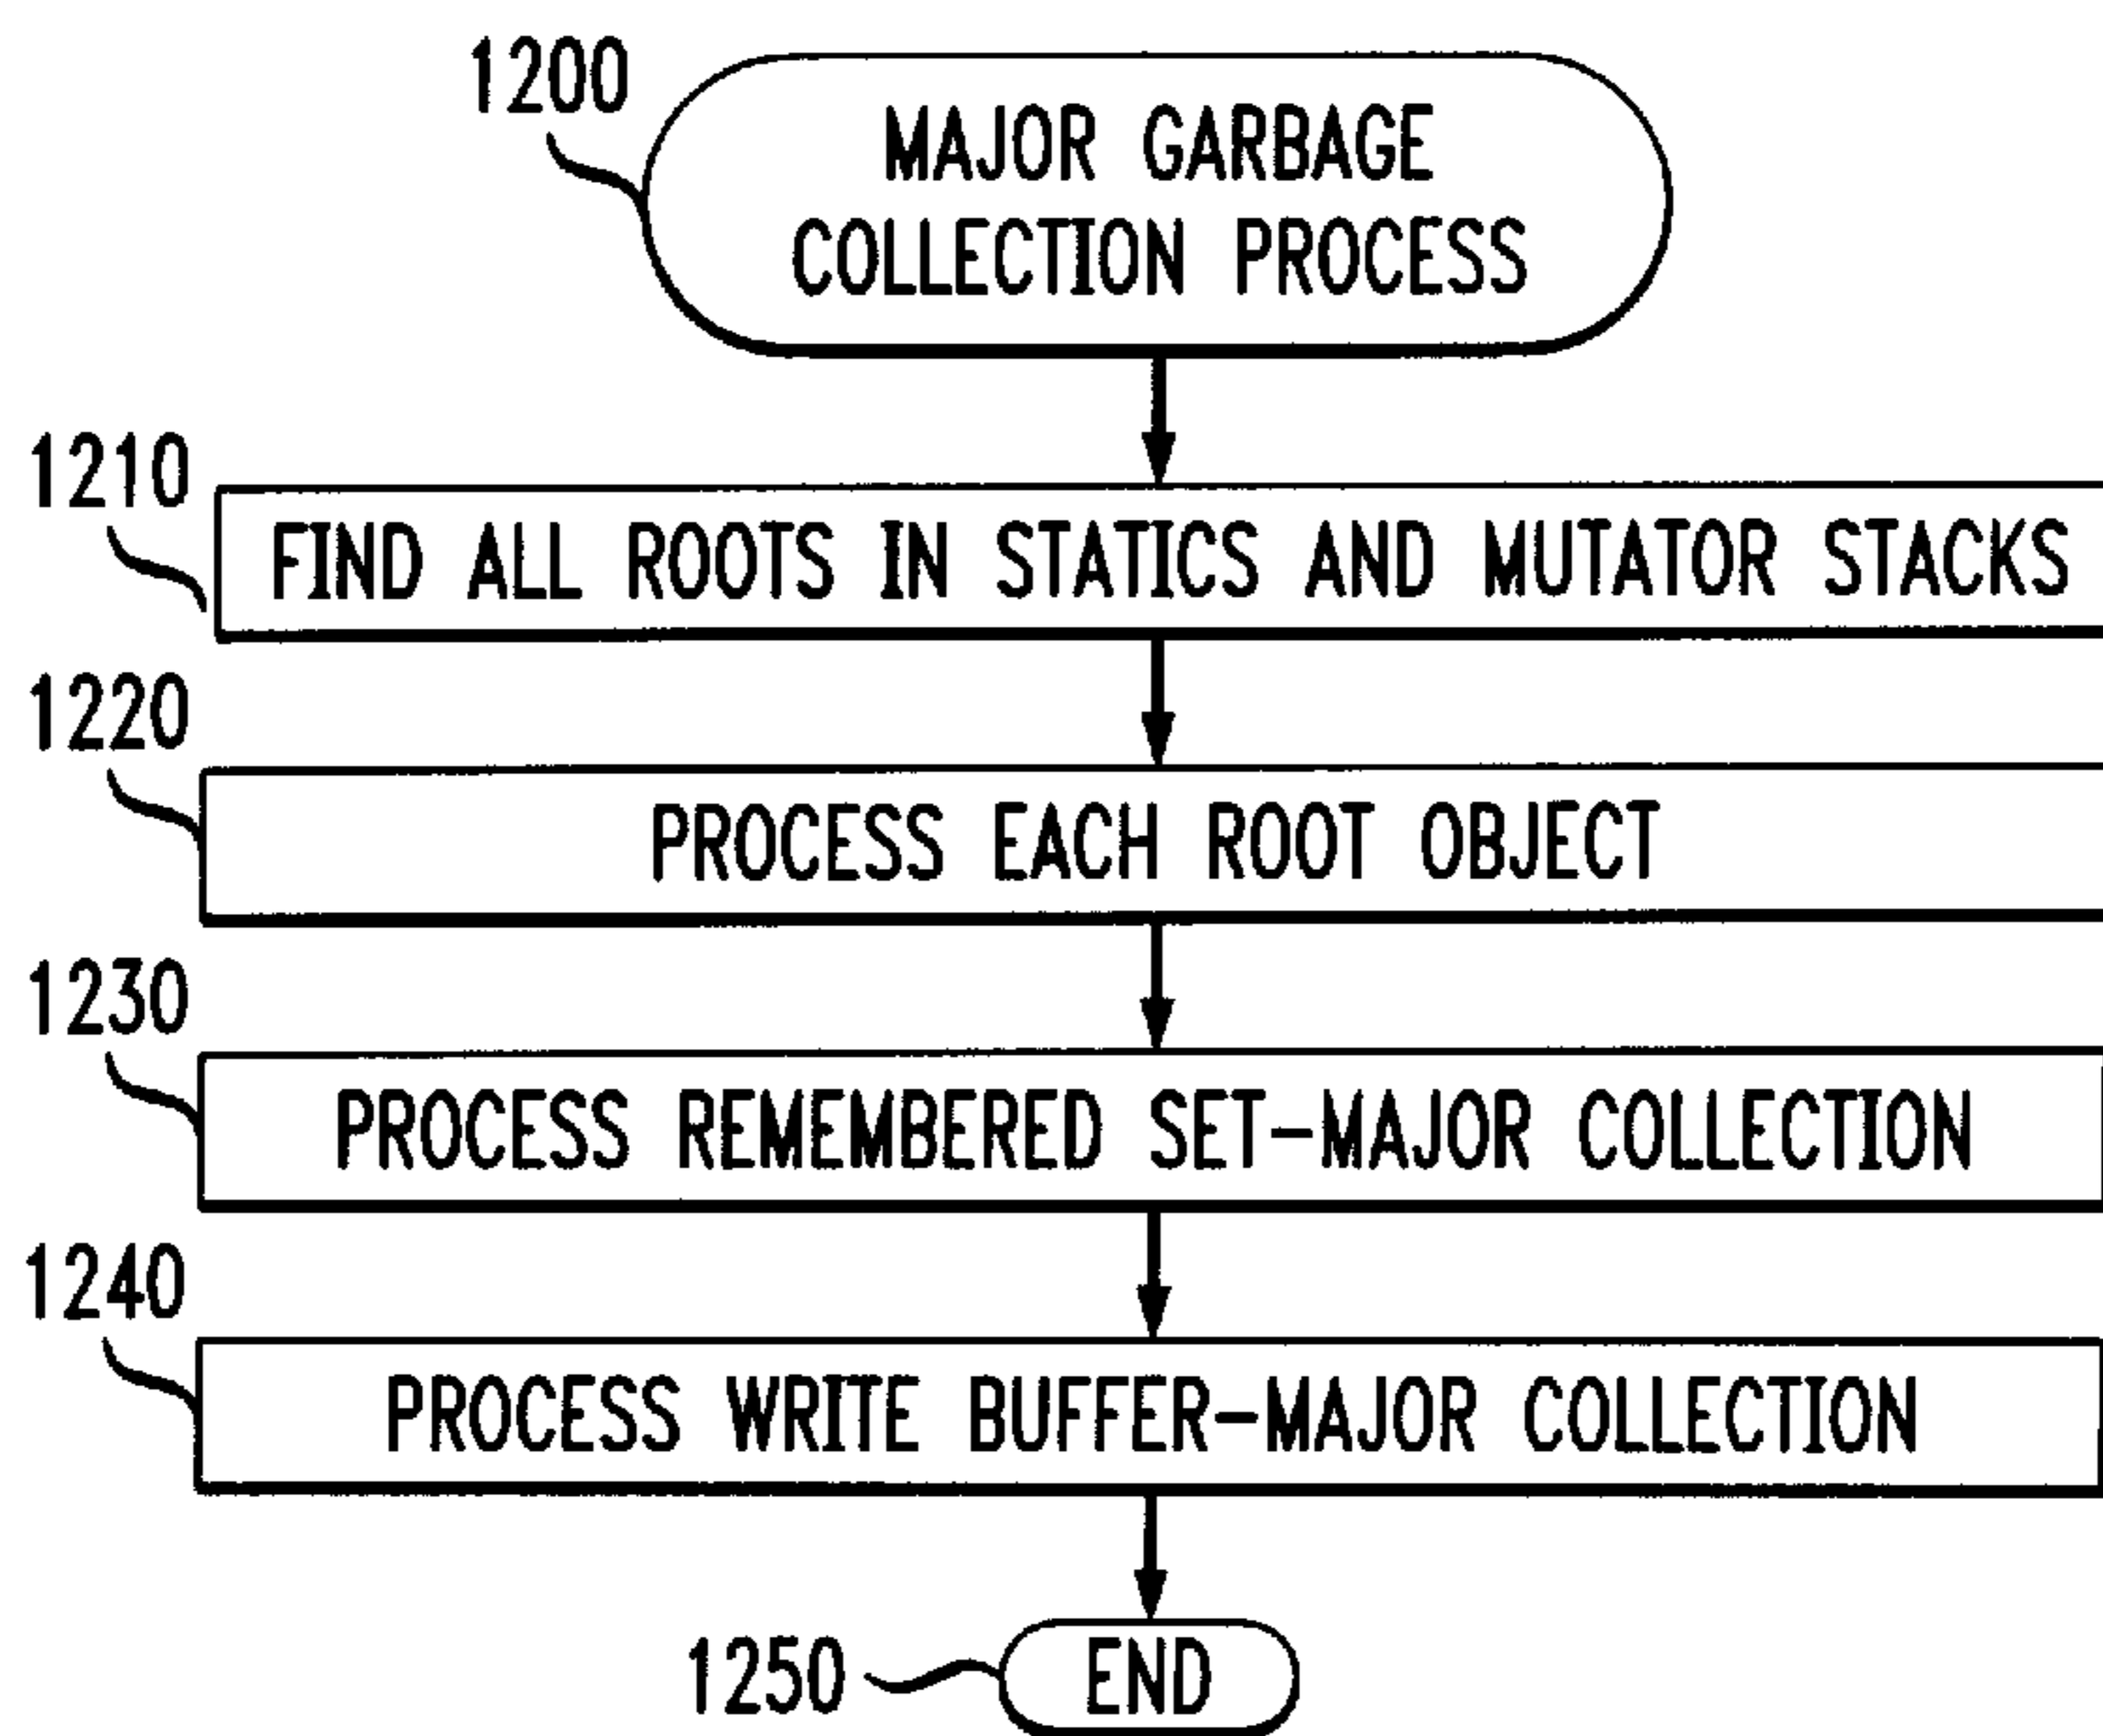 1200
MAJOR GARBAGE
COLLECTION PROCESS
1210
FIND ALL ROOTS IN STATICS AND MUTATOR STACKS
1220
PROCESS EACH ROOT OBJECT
1230
PROCESS REMEMBERED SET-MAJOR COLLECTION
1240
PROCESS WRITE BUFFER-MAJOR COLLECTION
1250
END